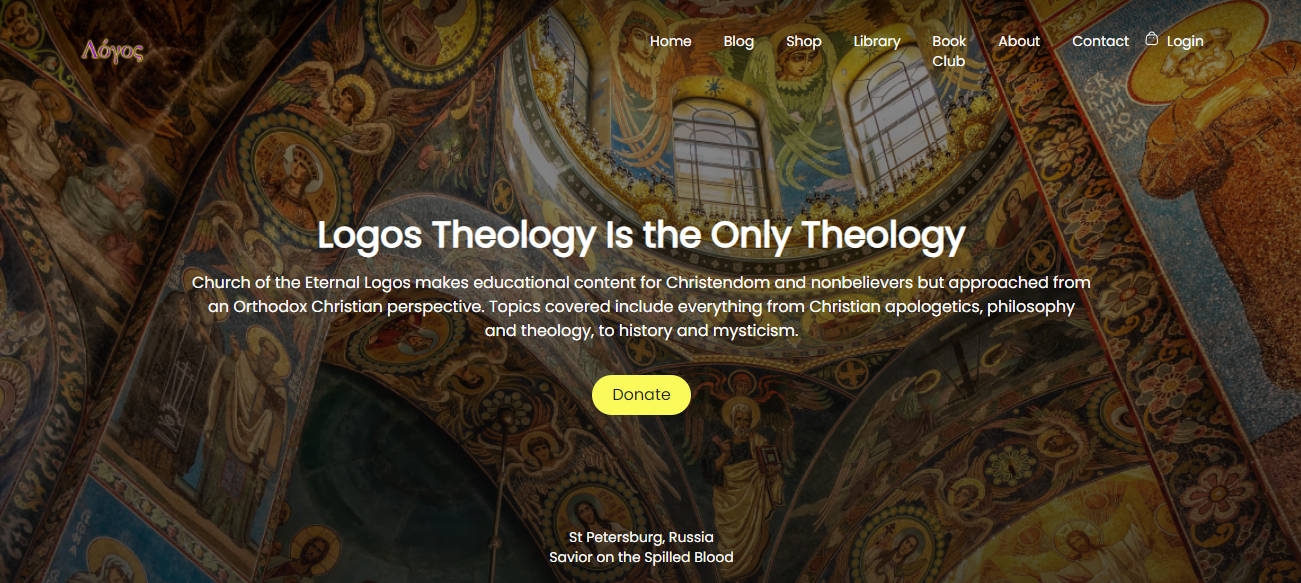 Λόγος
Home Blog Shop Library Book Club About Contact Login
Logos Theology Is the Only Theology
Church of the Eternal Logos makes educational content for Christendom and nonbelievers but approached from
an Orthodox Christian perspective. Topics covered include everything from Christian apologetics, philosophy
and theology, to history and mysticism.
Donate
St Petersburg, Russia
Savior on the Spilled Blood